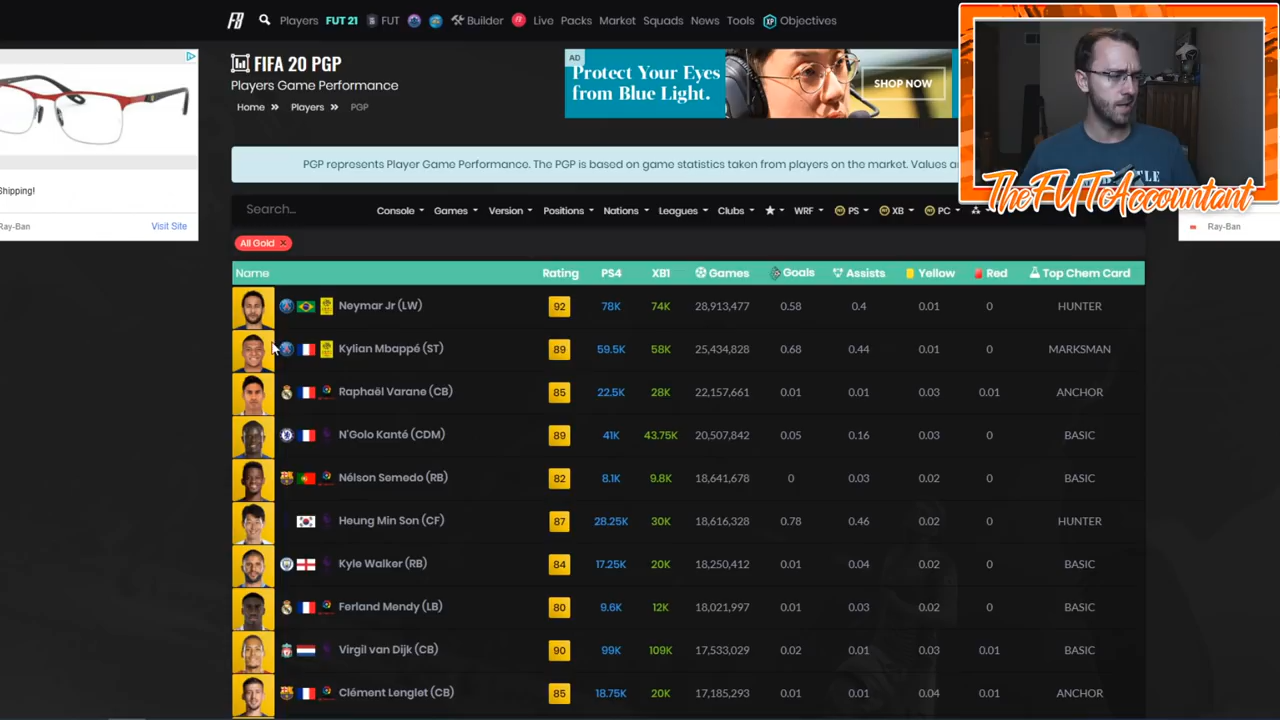 FB Players FUT 21 FUT Builder Live Packs Market Squads News Tools XP Objectives
FIFA 20 PGP
Players Game Performance
Home » Players » PGP
AD
Protect Your Eyes
from Blue Light.
SHOP NOW
Shipping!
Ray-Ban
Visit Site
TheFUTAccountant
Ray-Ban
PGP represents Player Game Performance. The PGP is based on game statistics taken from players on the market. Values
Search... Console Games Version Positions Nations Leagues Clubs WRF PS XB PC
All Gold ×
Name Rating PS4 XB1 Games Goals Assists Yellow Red Top Chem Card
Neymar Jr (LW) 92 78K 74K 28,913,477 0.58 0.4 0.01 0 HUNTER
Kylian Mbappé (ST) 89 59.5K 58K 25,434,828 0.68 0.44 0.01 0 MARKSMAN
Raphaël Varane (CB) 85 22.5K 28K 22,157,661 0.01 0.01 0.03 0.01 ANCHOR
N'Golo Kanté (CDM) 89 41K 43.75K 20,507,842 0.05 0.16 0.03 0 BASIC
Nélson Semedo (RB) 82 8.1K 9.8K 18,641,678 0 0.03 0.02 0 BASIC
Heung Min Son (CF) 87 28.25K 30K 18,616,328 0.78 0.46 0.02 0 HUNTER
Kyle Walker (RB) 84 17.25K 20K 18,250,412 0.01 0.04 0.02 0 BASIC
Ferland Mendy (LB) 80 9.6K 12K 18,021,997 0.01 0.03 0.02 0 BASIC
Virgil van Dijk (CB) 90 99K 109K 17,533,029 0.02 0.01 0.03 0.01 BASIC
Clément Lenglet (CB) 85 18.75K 20K 17,185,293 0.01 0.01 0.04 0.01 ANCHOR